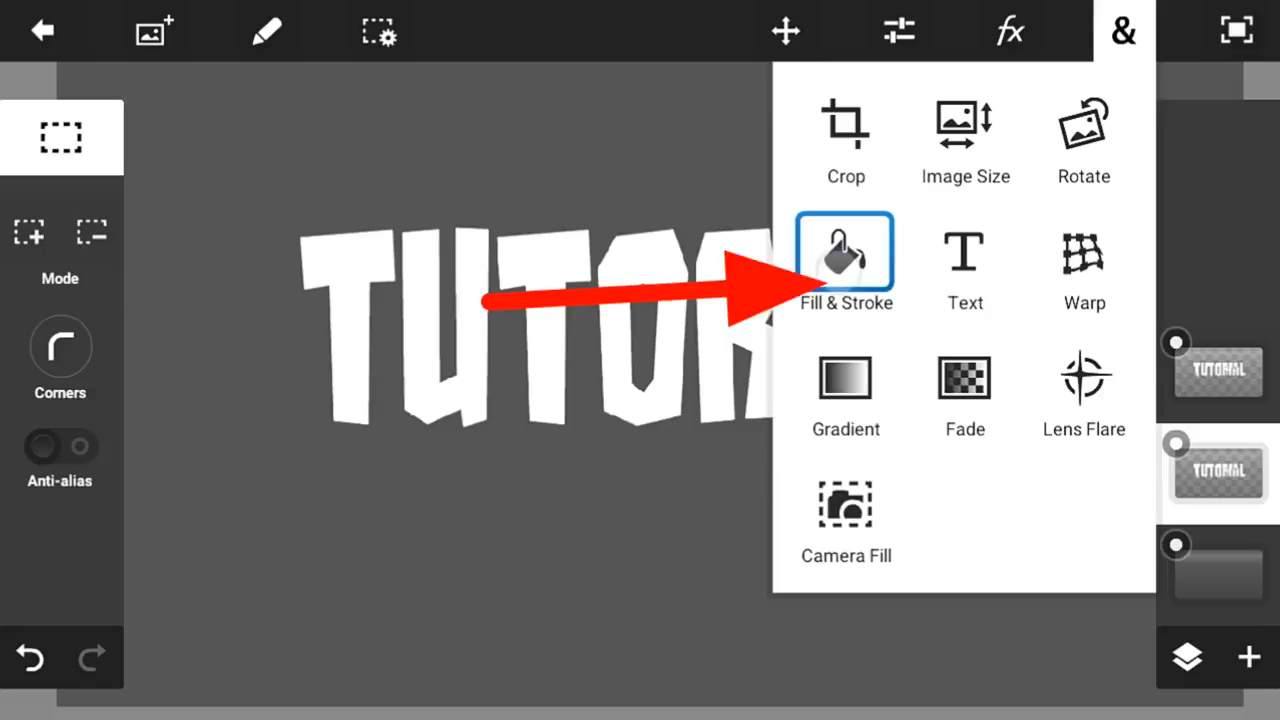 fx
&
Crop
Image Size
Rotate
Mode
TUTOR
Fill & Stroke
Text
Warp
Corners
TUTORIAL
Gradient
Fade
Lens Flare
Anti-alias
TUTORIAL
Camera Fill